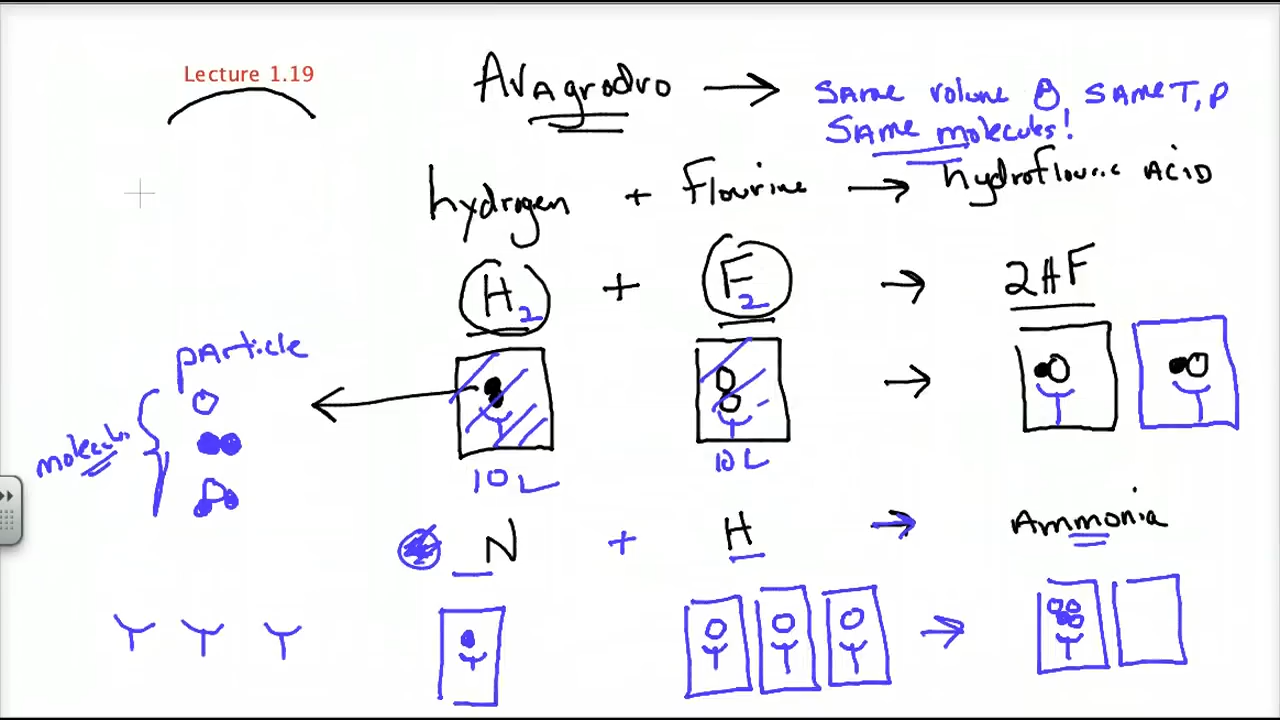 Lecture 1.19
Avagrodro → SAME volume @, SAME T, P
SAME molecules!
hydrogen + flourine → hydroflouric ACID
H2 + F2 → 2HF
particle
molecules
10 L
10 L
N + H → Ammonia